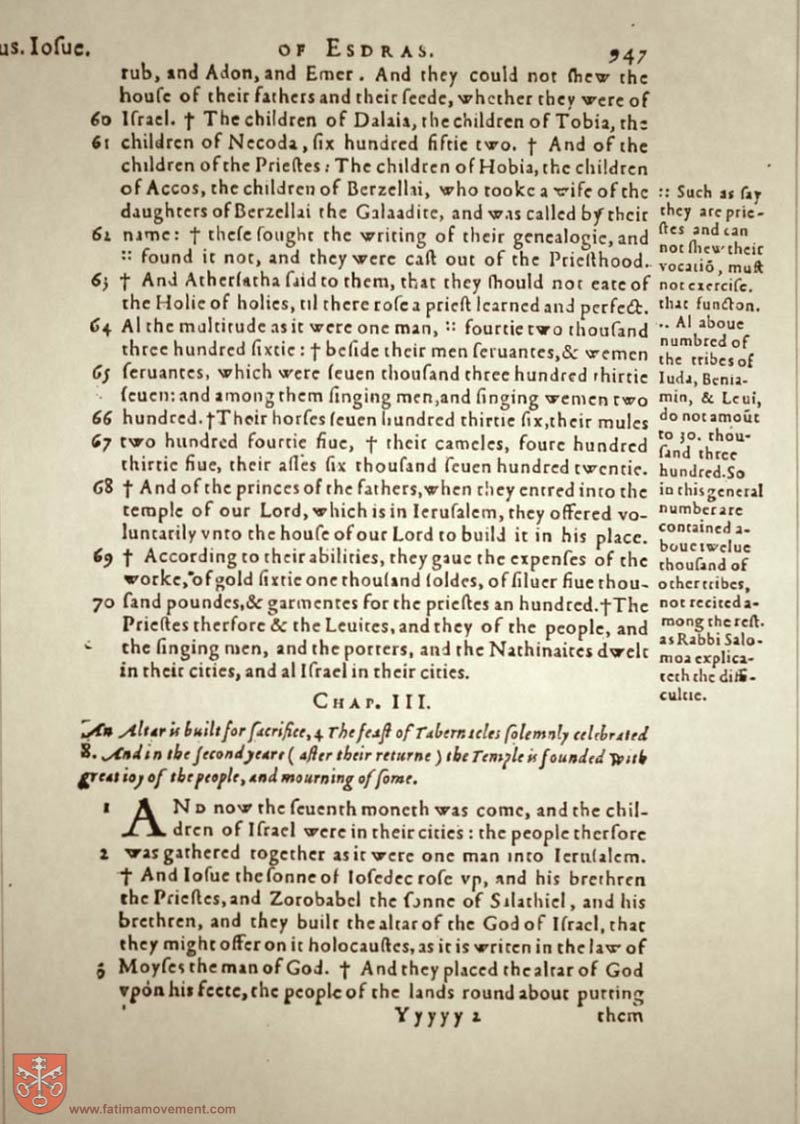 us. Ioſue.
OF ESDRAS.
947
rub, and Adon, and Emer. And they could not ſhew the
houſe of their fathers and their ſeede, whether they were of
60 Iſrael. † The children of Dalaia, the children of Tobia, the
61 children of Necoda, ſix hundred fiftie two. † And of the
children of the Prieſtes: The children of Hobia, the children
of Accos, the children of Berzellai, who tooke a wife of the
daughters of Berzellai the Galaadite, and was called by their
62 name: † theſe ſought the writing of their genealogie, and
:: found it not, and they were caſt out of the Prieſthood.
63 † And Atherſatha ſaid to them, that they ſhould not eate of
the Holie of holies, til there roſe a prieſt learned and perfect.
64 Al the multitude as it were one man, :: fourtie two thouſand
three hundred ſixtie: † beſide their men ſeruantes, & wemen
65 ſeruantes, which were ſeuen thouſand three hundred thirtie
ſeuen: and among them ſinging men, and ſinging wemen two
66 hundred. † Their horſes ſeuen hundred thirtie ſix, their mules
67 two hundred fourtie fiue, † their cameles, foure hundred
thirtie fiue, their aſſes ſix thouſand ſeuen hundred twentie.
68 † And of the princes of the fathers, when they entred into the
temple of our Lord, which is in Ieruſalem, they offered vo-
luntarily vnto the houſe of our Lord to build it in his place.
69 † According to their abilities, they gaue the expenſes of the
worke, of gold ſixtie one thouſand ſoldes, of ſiluer fiue thou-
70 ſand poundes, & garmentes for the prieſtes an hundred. † The
Prieſtes therfore & the Leuites, and they of the people, and
the ſinging men, and the porters, and the Nathinaites dwelt
in their cities, and al Iſrael in their cities.
:: Such as ſay
they are prie-
ſtes and can
not ſhew their
vocatiõ, muſt
not exerciſe.
that functon.
.. Al aboue
numbred of
the tribes of
Iuda, Benia-
min, & Leui,
do not amoũt
to 30. thou-
ſand three
hundred. So
in this general
number are
contained a-
boue twelue
thouſand of
other tribes,
not recited a-
mong the reſt.
as Rabbi Salo-
moa explica-
teth the diffi-
cultie.
CHAP. III.
An Altar is built for ſacrifice, 4 The feaſt of Tabernacles ſolemnly celebrated
8. And in the ſecond yeare (after their returne) the Temple is founded with
great ioy of the people, and mourning of ſome.
1 AND now the ſeuenth moneth was come, and the chil-
dren of Iſrael were in their cities: the people therfore
2 was gathered together as it were one man into Ieruſalem.
† And Ioſue the ſonne of Ioſedec roſe vp, and his brethren
the Prieſtes, and Zorobabel the ſonne of Salathiel, and his
brethren, and they built the altar of the God of Iſrael, that
they might offer on it holocauſtes, as it is writen in the law of
3 Moyſes the man of God. † And they placed the altar of God
vpon his feete, the people of the lands round about putting
Yyyyy 2
them
www.fatimamovement.com